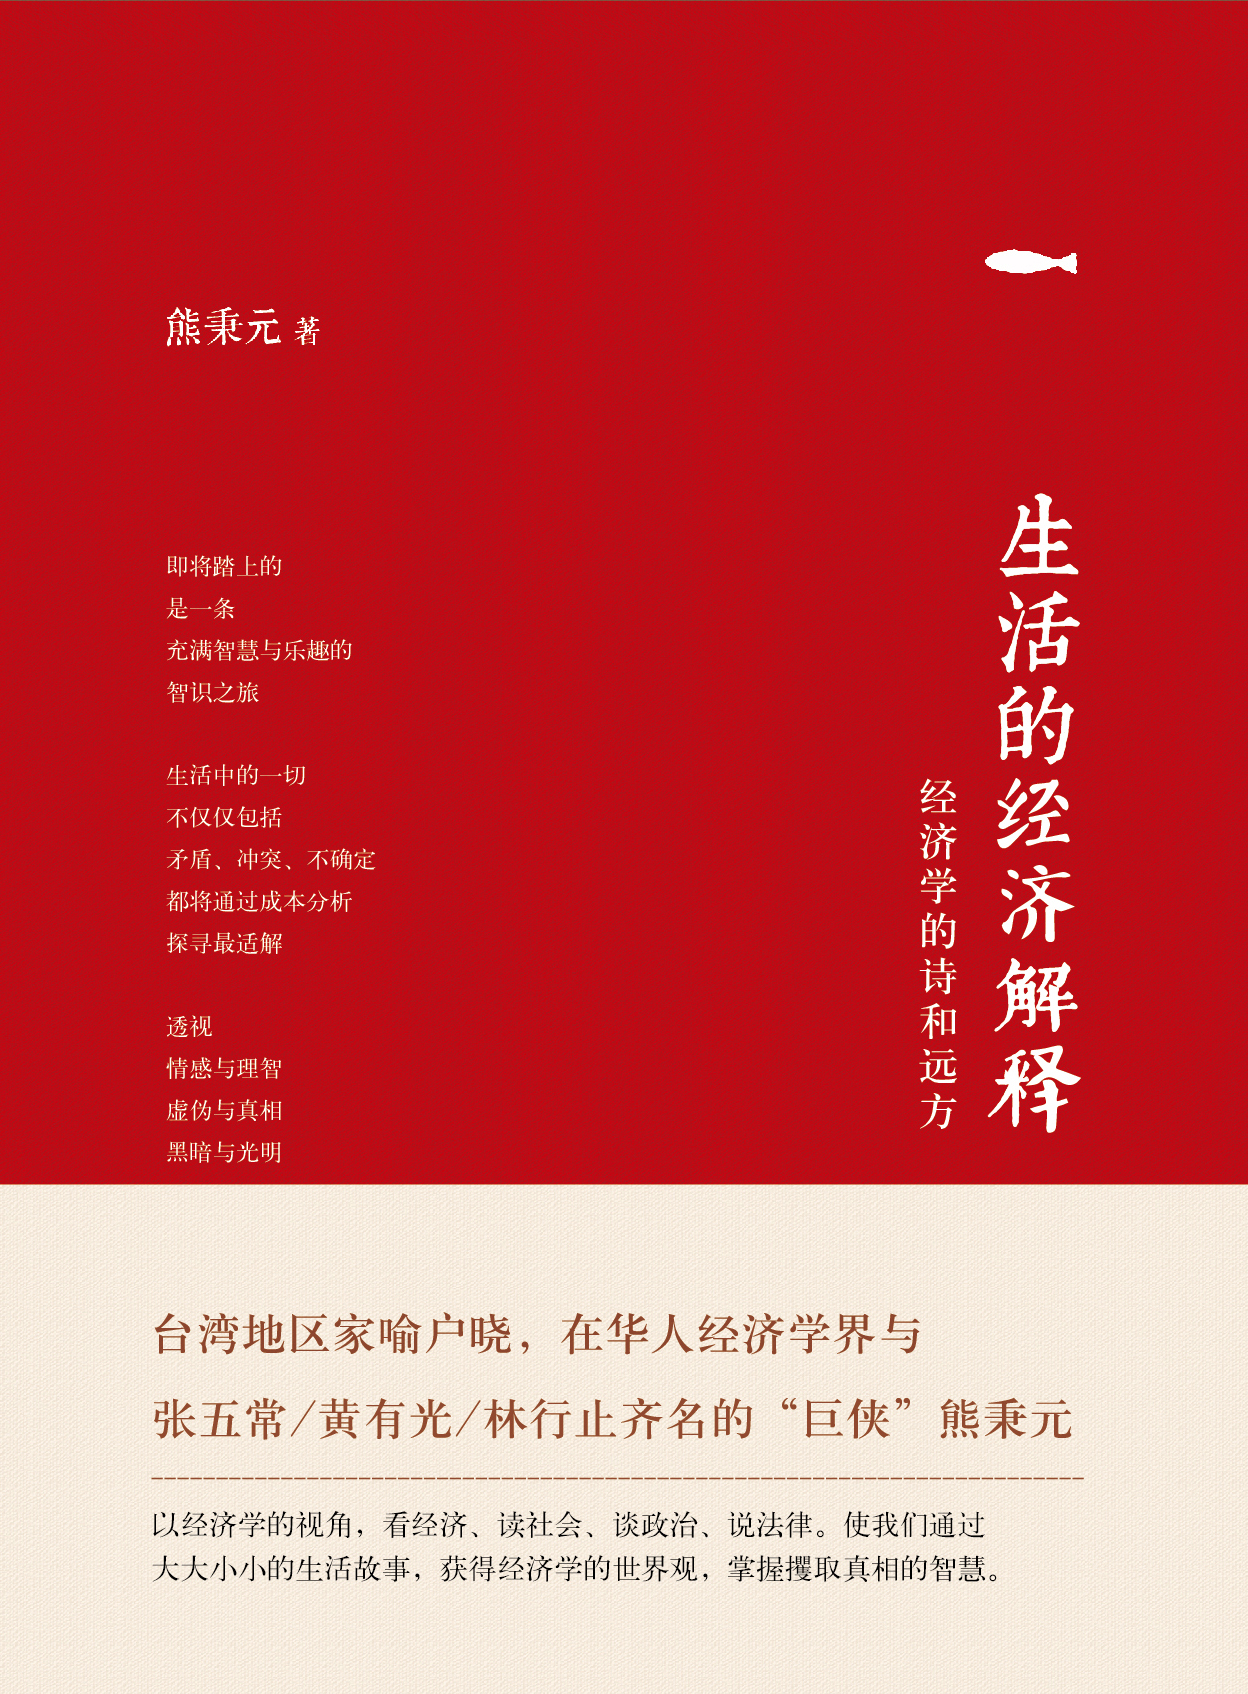 熊秉元 著
生活的经济解释
经济学的诗和远方
即将踏上的
是一条
充满智慧与乐趣的
智识之旅
生活中的一切
不仅仅包括
矛盾、冲突、不确定
都将通过成本分析
探寻最适解
透视
情感与理智
虚伪与真相
黑暗与光明
台湾地区家喻户晓，在华人经济学界与
张五常/黄有光/林行止齐名的“巨侠”熊秉元
以经济学的视角，看经济、读社会、谈政治、说法律。使我们通过
大大小小的生活故事，获得经济学的世界观，掌握攫取真相的智慧。